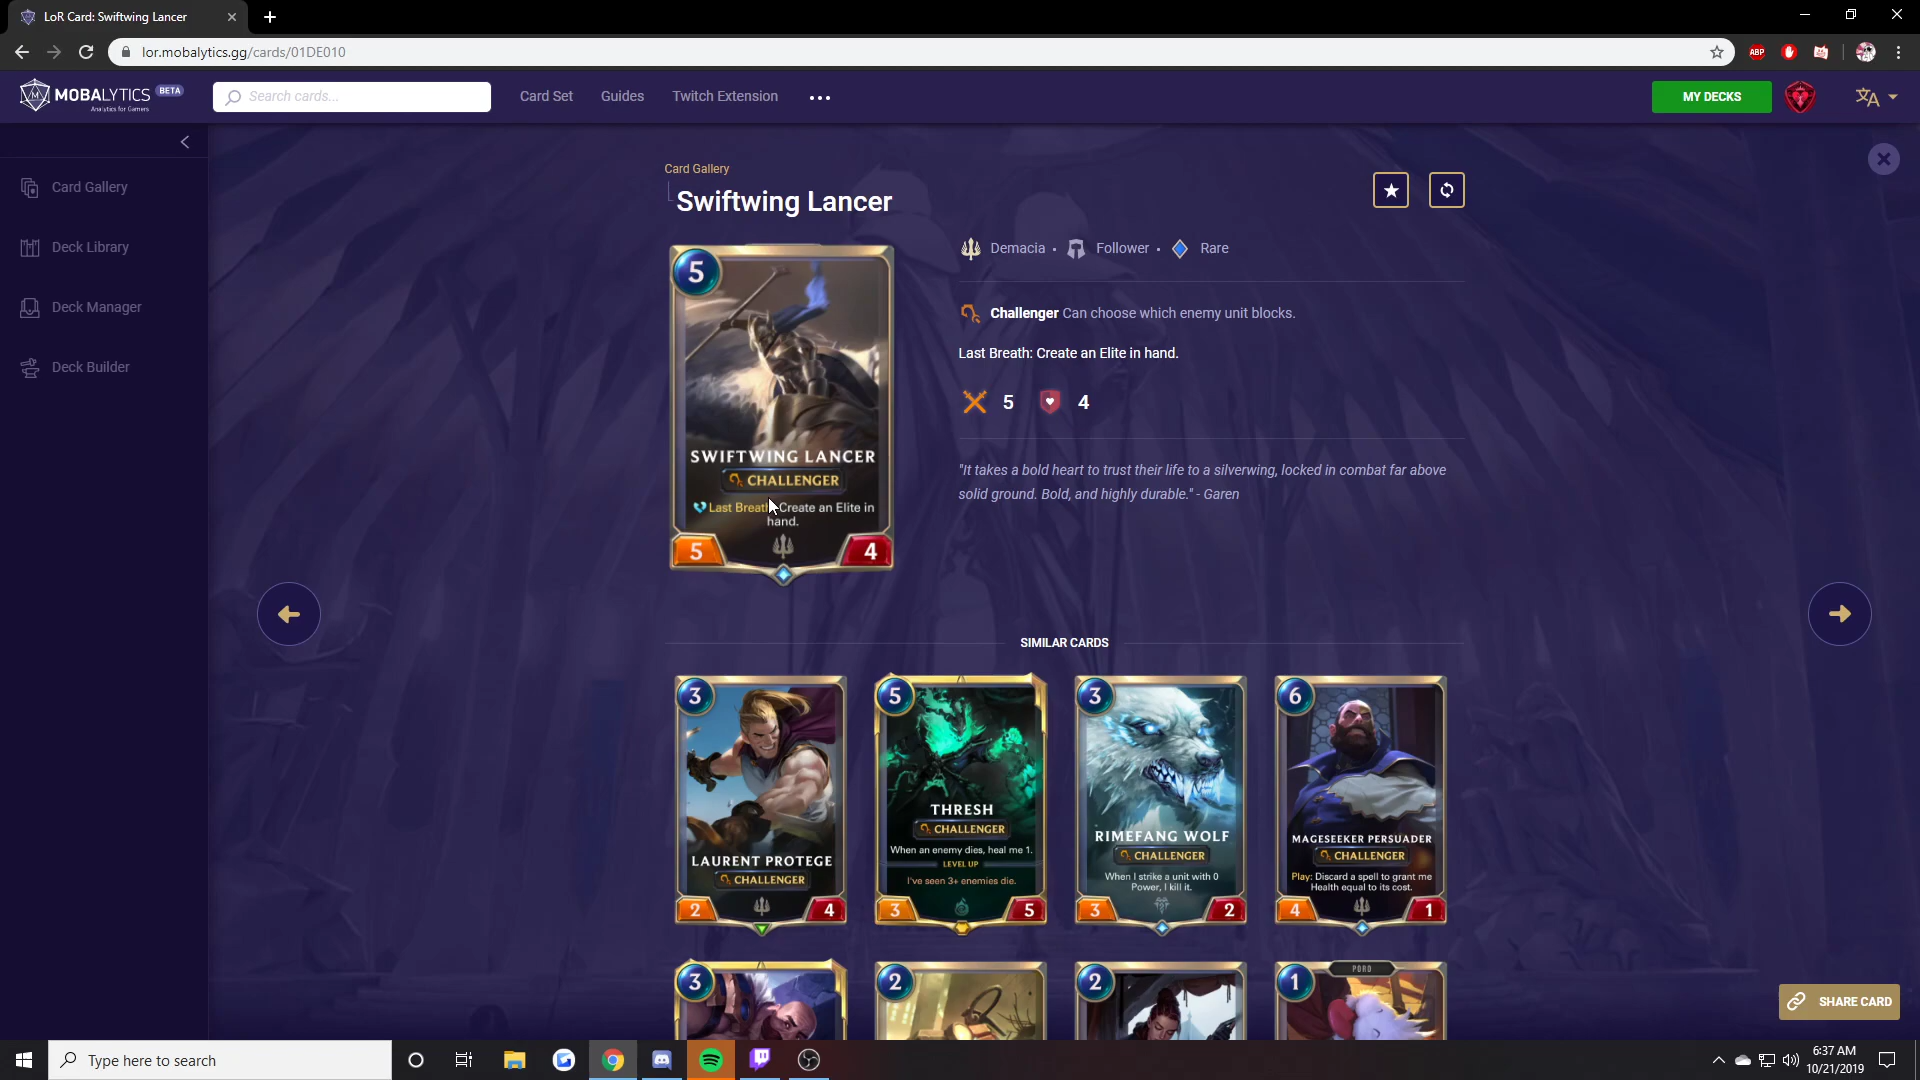 LoR Card: Swiftwing Lancer
lor.mobalytics.gg/cards/01DE010
ABP
MOBALYTICS BETA
Analytics for Gamers
Search cards...
Card Set
Guides
Twitch Extension
MY DECKS
Card Gallery
Deck Library
Deck Manager
Deck Builder
Card Gallery
Swiftwing Lancer
Demacia · Follower · Rare
Challenger Can choose which enemy unit blocks.
Last Breath: Create an Elite in hand.
5 4
"It takes a bold heart to trust their life to a silverwing, locked in combat far above
solid ground. Bold, and highly durable." - Garen
5
SWIFTWING LANCER
CHALLENGER
Last Breath: Create an Elite in
hand.
5 4
SIMILAR CARDS
3
LAURENT PROTEGE
CHALLENGER
2 4
5
THRESH
CHALLENGER
When an enemy dies, heal me 1.
LEVEL UP
I've seen 3+ enemies die.
3 5
3
RIMEFANG WOLF
CHALLENGER
When I strike a unit with 0
Power, I kill it.
3 2
6
MAGESEEKER PERSUADER
CHALLENGER
Play: Discard a spell to grant me
Health equal to its cost.
4 1
3
2
2
1
PORO
SHARE CARD
Type here to search
6:37 AM
10/21/2019